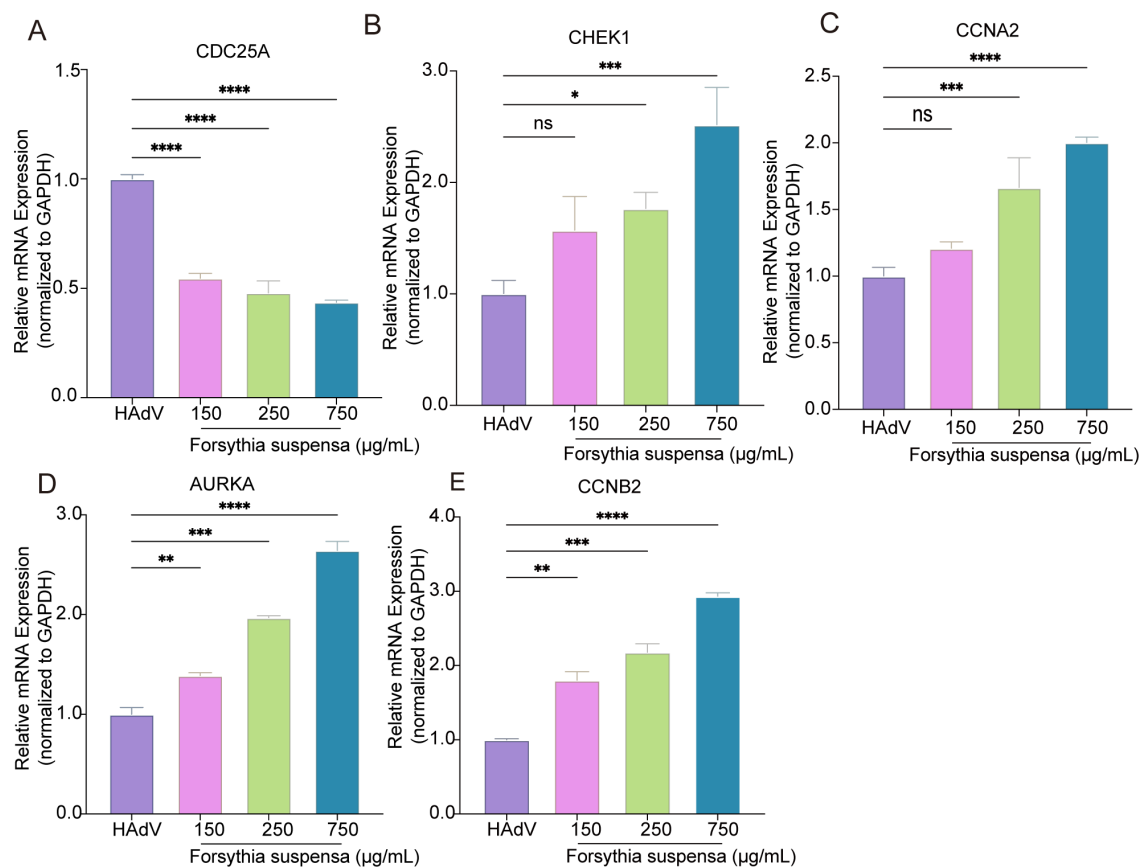 A
CDC25A
Relative mRNA Expression
(normalized to GAPDH)
1.5
1.0
0.5
0.0
****
****
****
HAdV 150 250 750
Forsythia suspensa (µg/mL)
B
CHEK1
Relative mRNA Expression
(normalized to GAPDH)
3.0
2.0
1.0
0.0
***
*
ns
HAdV 150 250 750
Forsythia suspensa (µg/mL)
C
CCNA2
Relative mRNA Expression
(normalized to GAPDH)
2.5
2.0
1.5
1.0
0.5
0.0
****
***
ns
HAdV 150 250 750
Forsythia suspensa (µg/mL)
D
AURKA
Relative mRNA Expression
(normalized to GAPDH)
3.0
2.0
1.0
0.0
****
***
**
HAdV 150 250 750
Forsythia suspensa (µg/mL)
E
CCNB2
Relative mRNA Expression
(normalized to GAPDH)
4.0
3.0
2.0
1.0
0.0
****
***
**
HAdV 150 250 750
Forsythia suspensa (µg/mL)